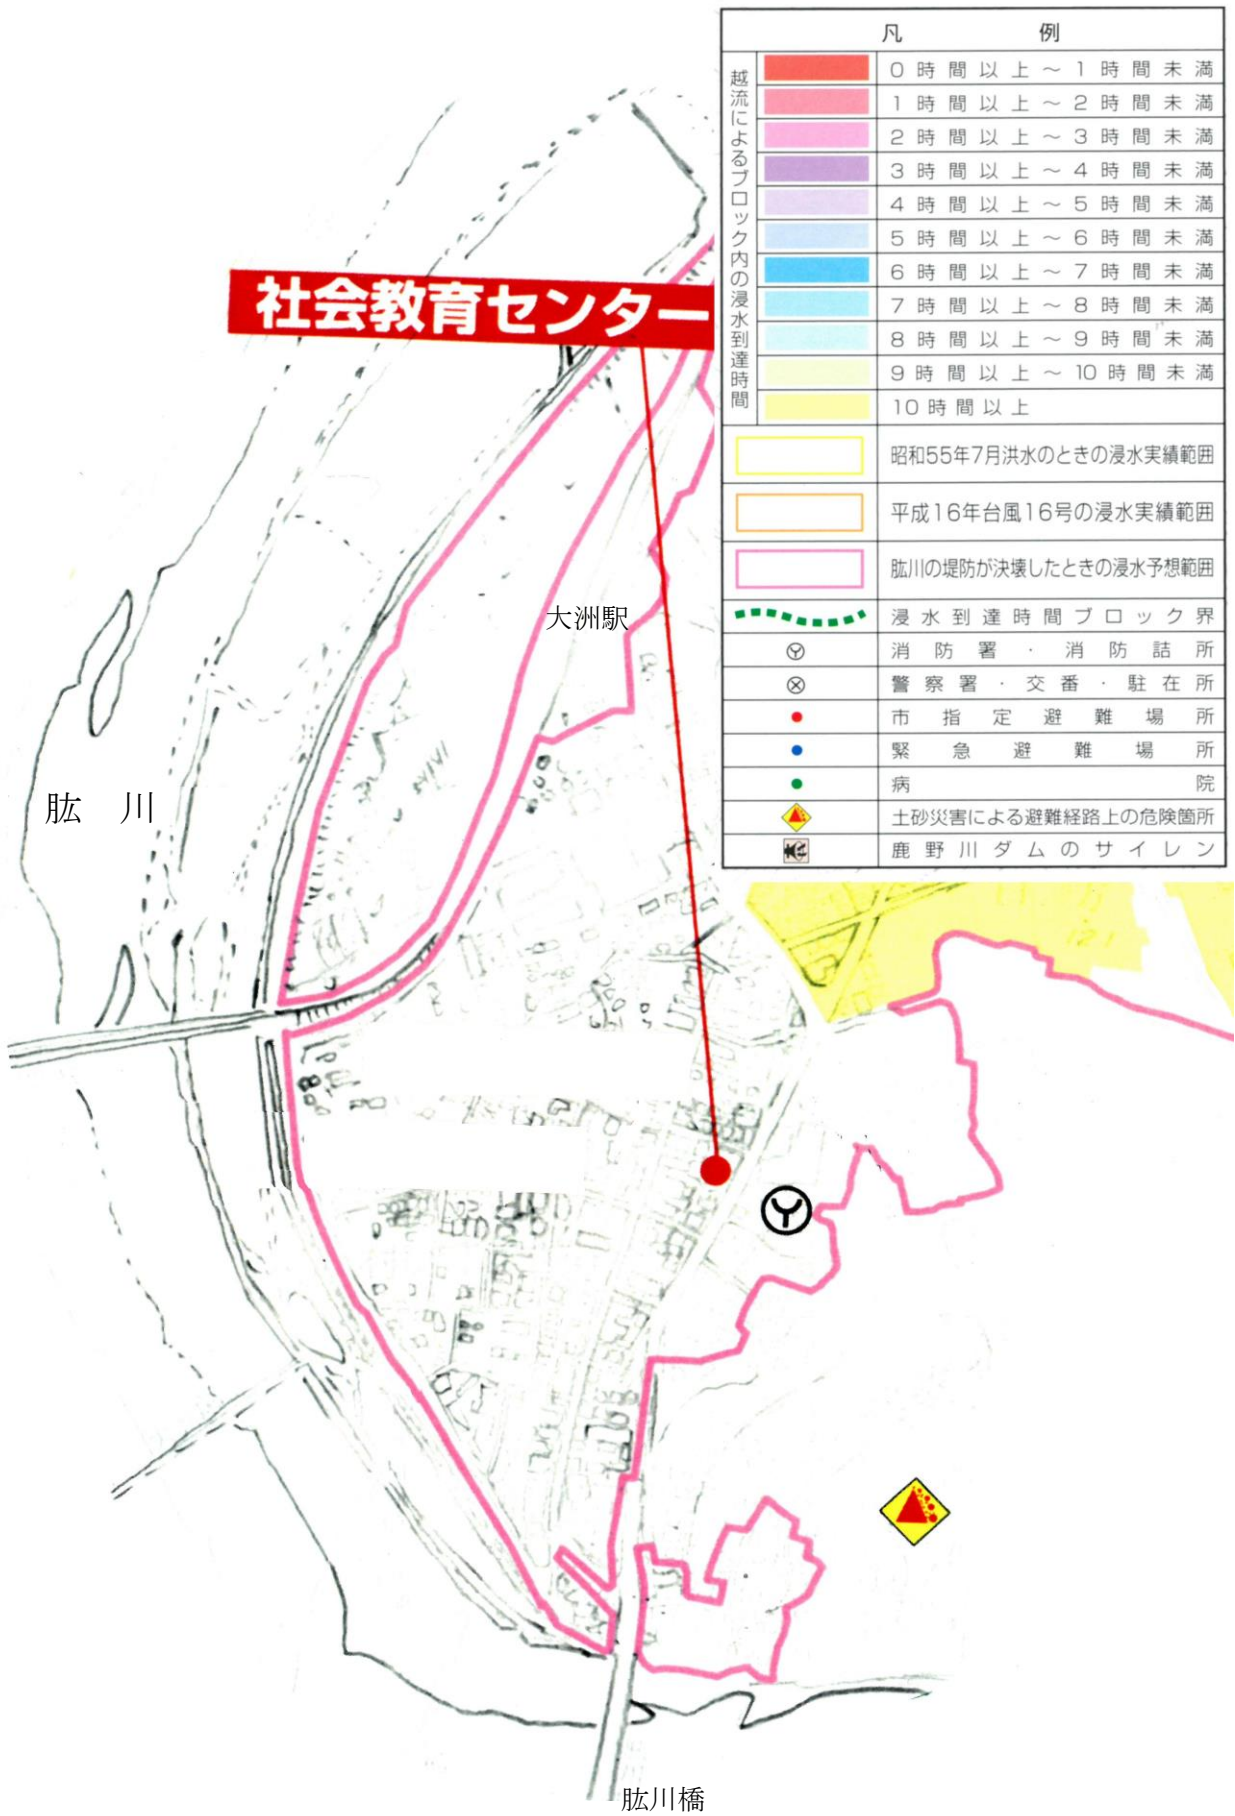 凡例
越流によるブロック内の浸水到達時間
0時間以上～1時間未満
1時間以上～2時間未満
2時間以上～3時間未満
3時間以上～4時間未満
4時間以上～5時間未満
5時間以上～6時間未満
6時間以上～7時間未満
7時間以上～8時間未満
8時間以上～9時間未満
9時間以上～10時間未満
10時間以上
昭和55年7月洪水のときの浸水実績範囲
平成16年台風16号の浸水実績範囲
肱川の堤防が決壊したときの浸水予想範囲
浸水到達時間ブロック界
消防署・消防詰所
警察署・交番・駐在所
市指定避難場所
緊急避難場所
病院
土砂災害による避難経路上の危険箇所
鹿野川ダムのサイレン
社会教育センター
大洲駅
肱川
肱川橋